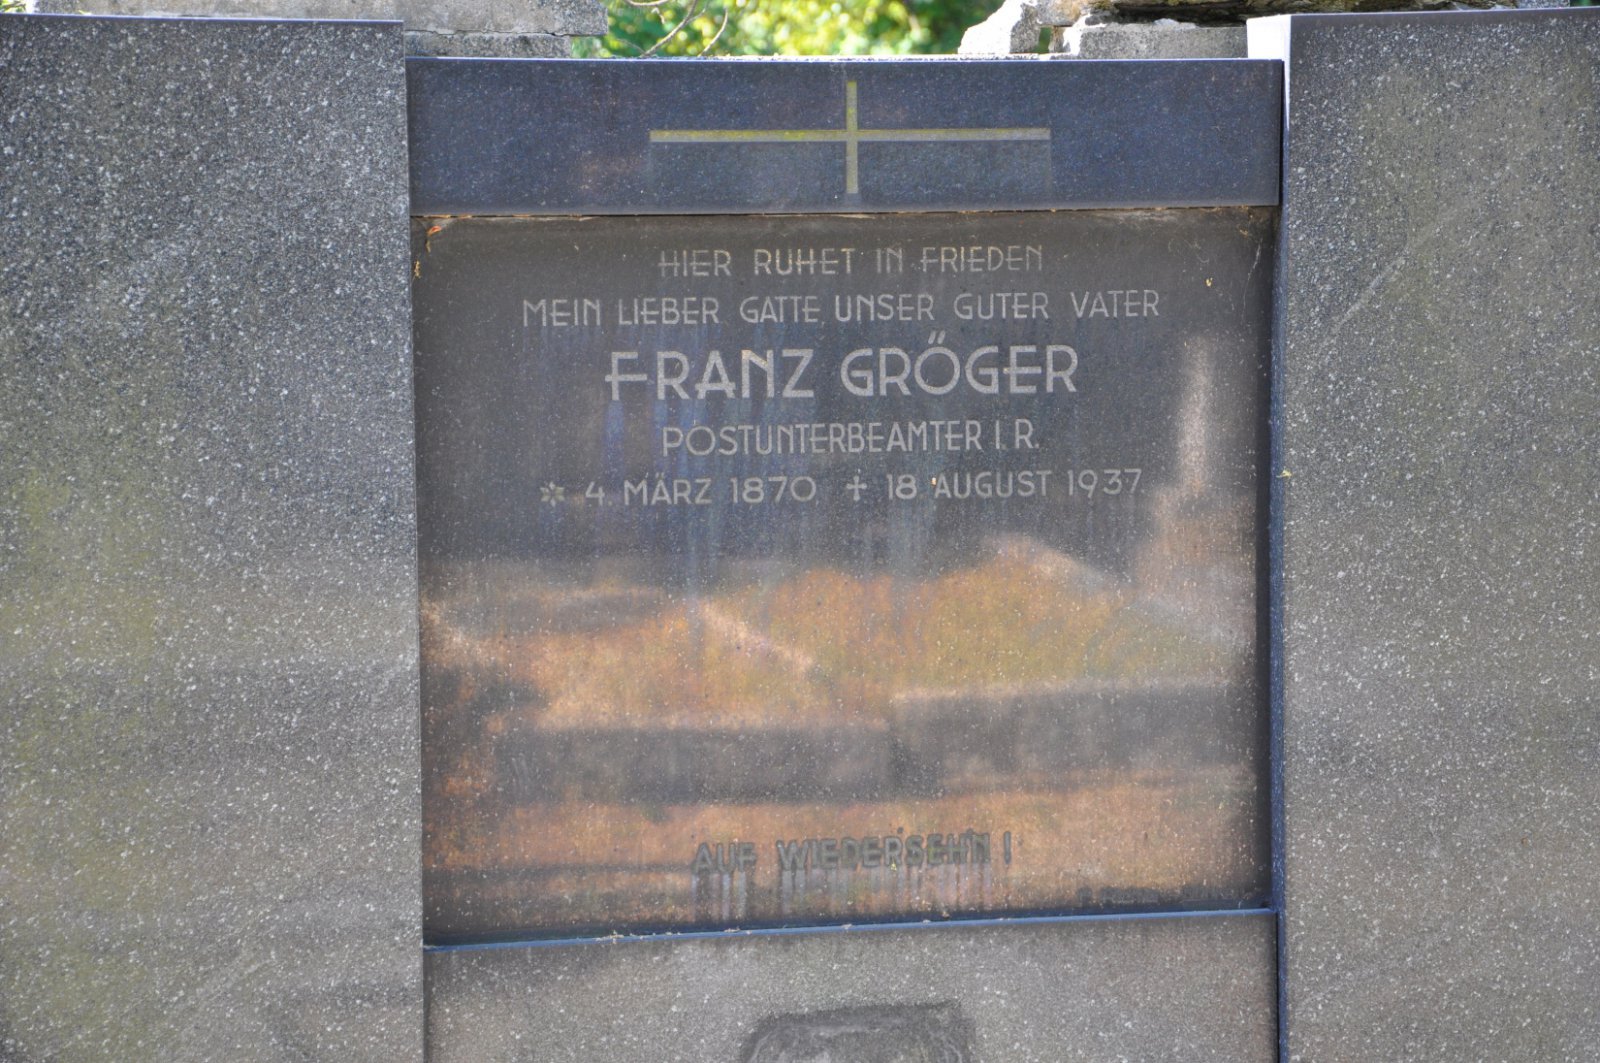 HIER RUHET IN FRIEDEN
MEIN LIEBER GATTE, UNSER GUTER VATER
FRANZ GRÖGER
POSTUNTERBEAMTER I. R.
✲ 4. MÄRZ 1870 ✝ 18 AUGUST 1937
AUF WIEDERSEHN!